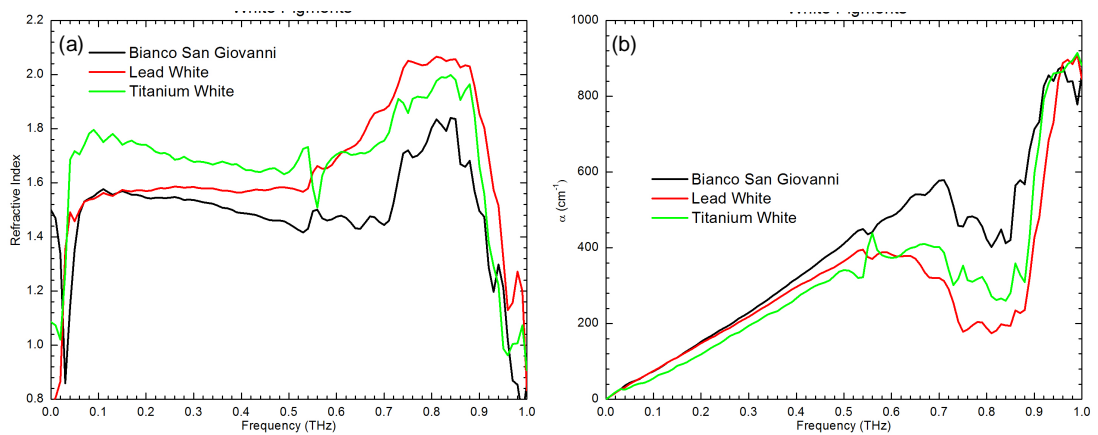 (a)
Bianco San Giovanni
Lead White
Titanium White
Refractive Index
2.2
2.0
1.8
1.6
1.4
1.2
1.0
0.8
0.0 0.1 0.2 0.3 0.4 0.5 0.6 0.7 0.8 0.9 1.0
Frequency (THz)
(b)
Bianco San Giovanni
Lead White
Titanium White
α (cm⁻¹)
1000
800
600
400
200
0
0.0 0.1 0.2 0.3 0.4 0.5 0.6 0.7 0.8 0.9 1.0
Frequency (THz)